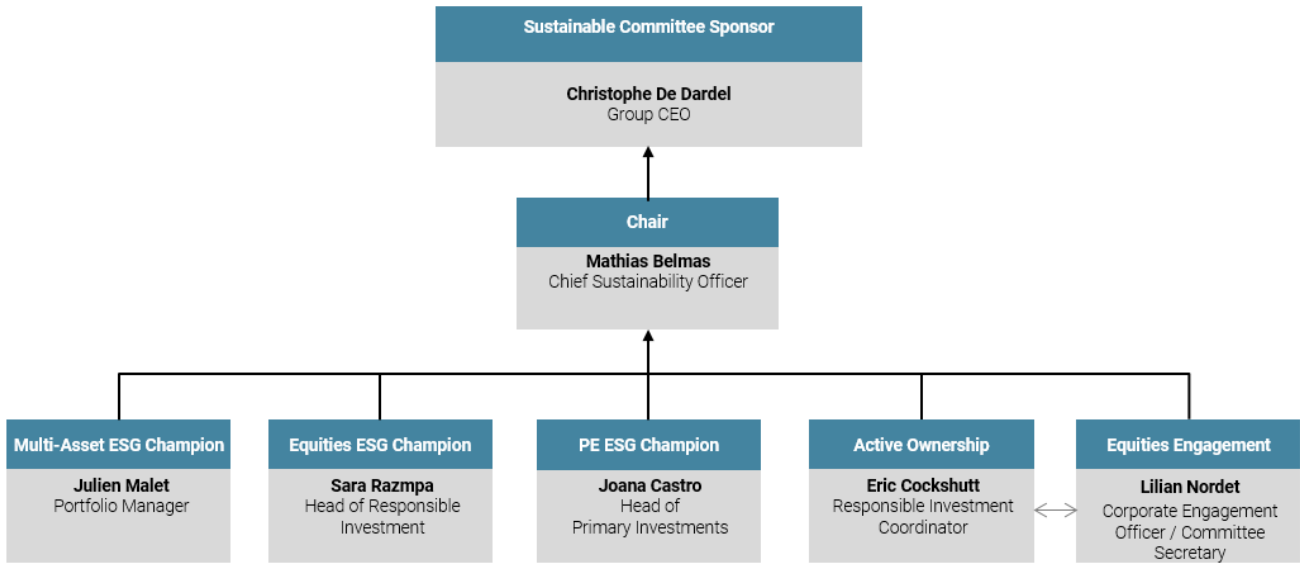 Sustainable Committee Sponsor
Christophe De Dardel
Group CEO
Chair
Mathias Belmas
Chief Sustainability Officer
Multi-Asset ESG Champion
Julien Malet
Portfolio Manager
Equities ESG Champion
Sara Razmpa
Head of Responsible
Investment
PE ESG Champion
Joana Castro
Head of
Primary Investments
Active Ownership
Eric Cockshutt
Responsible Investment
Coordinator
Equities Engagement
Lilian Nordet
Corporate Engagement
Officer / Committee
Secretary